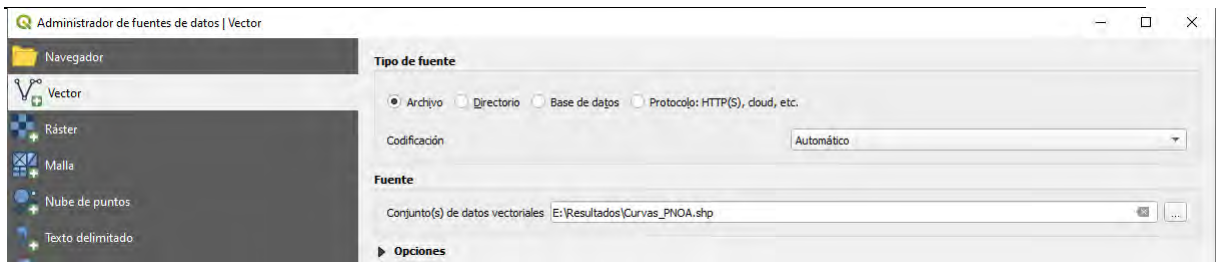 Administrador de fuentes de datos | Vector
Navegador
Vector
Ráster
Malla
Nube de puntos
Texto delimitado
Tipo de fuente
Archivo Directorio Base de datos Protocolo: HTTP(S), cloud, etc.
Codificación Automático
Fuente
Conjunto(s) de datos vectoriales E:\Resultados\Curvas_PNOA.shp ...
Opciones